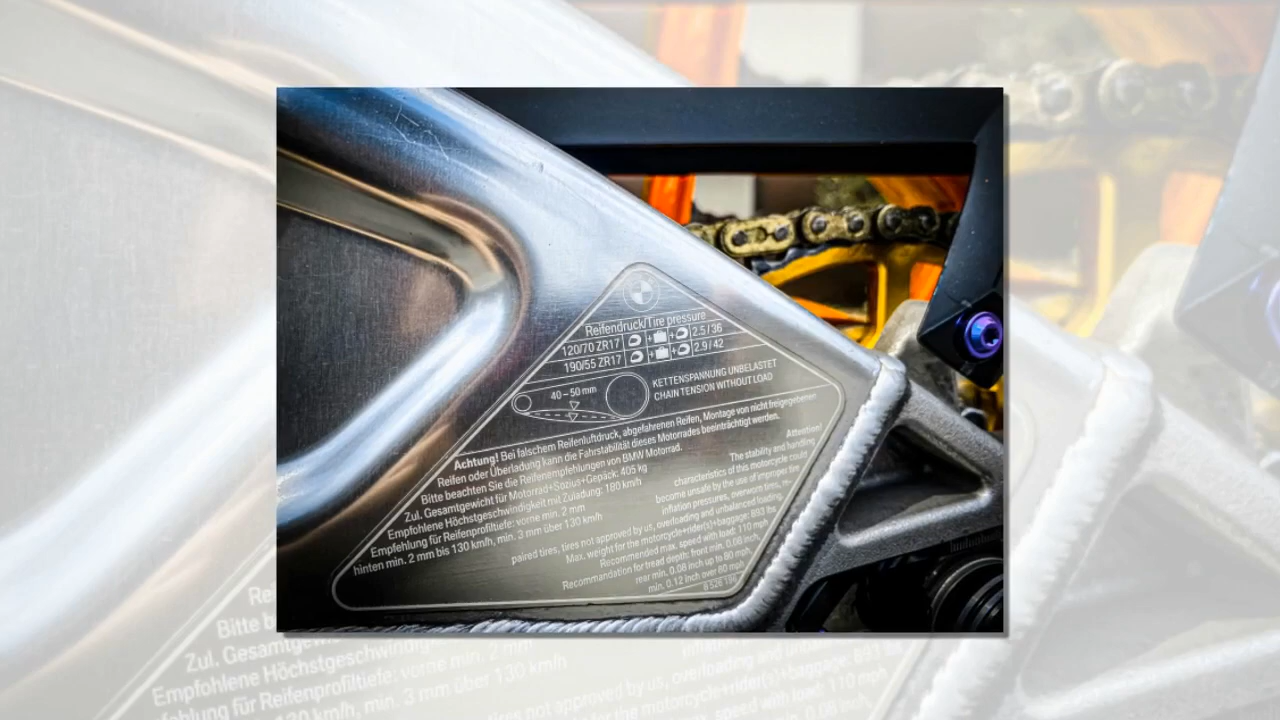 Reifendruck/Tire pressure
120/70 ZR17 + + 2.5 / 36
190/55 ZR17 + + 2.9 / 42
40 – 50 mm
KETTENSPANNUNG UNBELASTET
CHAIN TENSION WITHOUT LOAD
Achtung! Bei falschem Reifenluftdruck, abgefahrenen Reifen, Montage von nicht freigegebenen
Reifen oder Überladung kann die Fahrstabilität dieses Motorrades beeinträchtigt werden.
Bitte beachten Sie die Reifenempfehlungen von BMW Motorrad.
Zul. Gesamtgewicht für Motorrad+Sozius+Gepäck: 405 kg
Empfohlene Höchstgeschwindigkeit mit Zuladung: 180 km/h
Empfehlung für Reifenprofiltiefe: vorne min. 2 mm
hinten min. 2 mm bis 130 km/h, min. 3 mm über 130 km/h
Attention!
The stability and handling
characteristics of this motorcycle could
become unsafe by the use of improper tire
inflation pressures, overworn tires, re-
paired tires, tires not approved by us, overloading and unbalanced loading.
Max. weight for the motorcycle+rider(s)+baggage: 893 lbs
Recommended max. speed with load: 110 mph
Recommendation for tread depth: front min. 0.08 inch,
rear min. 0.08 inch up to 80 mph,
min. 0.12 inch over 80 mph